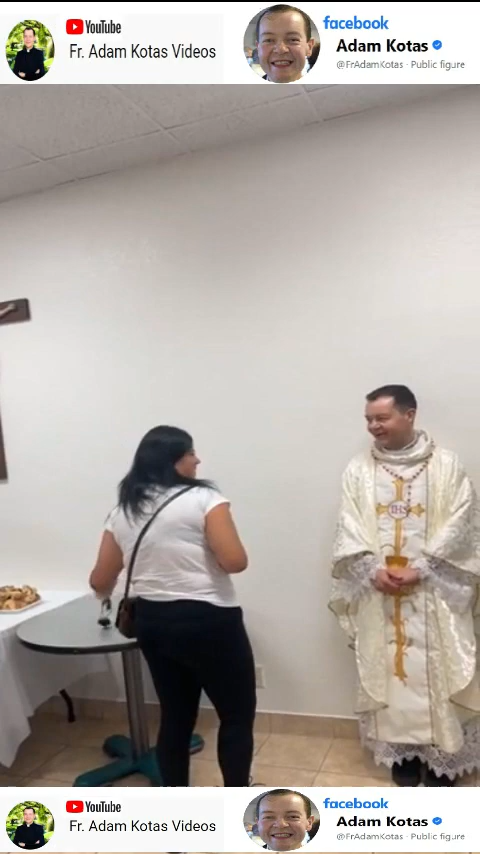 YouTube
Fr. Adam Kotas Videos
facebook
Adam Kotas
@FrAdamKotas · Public figure
IHS
YouTube
Fr. Adam Kotas Videos
facebook
Adam Kotas
@FrAdamKotas · Public figure